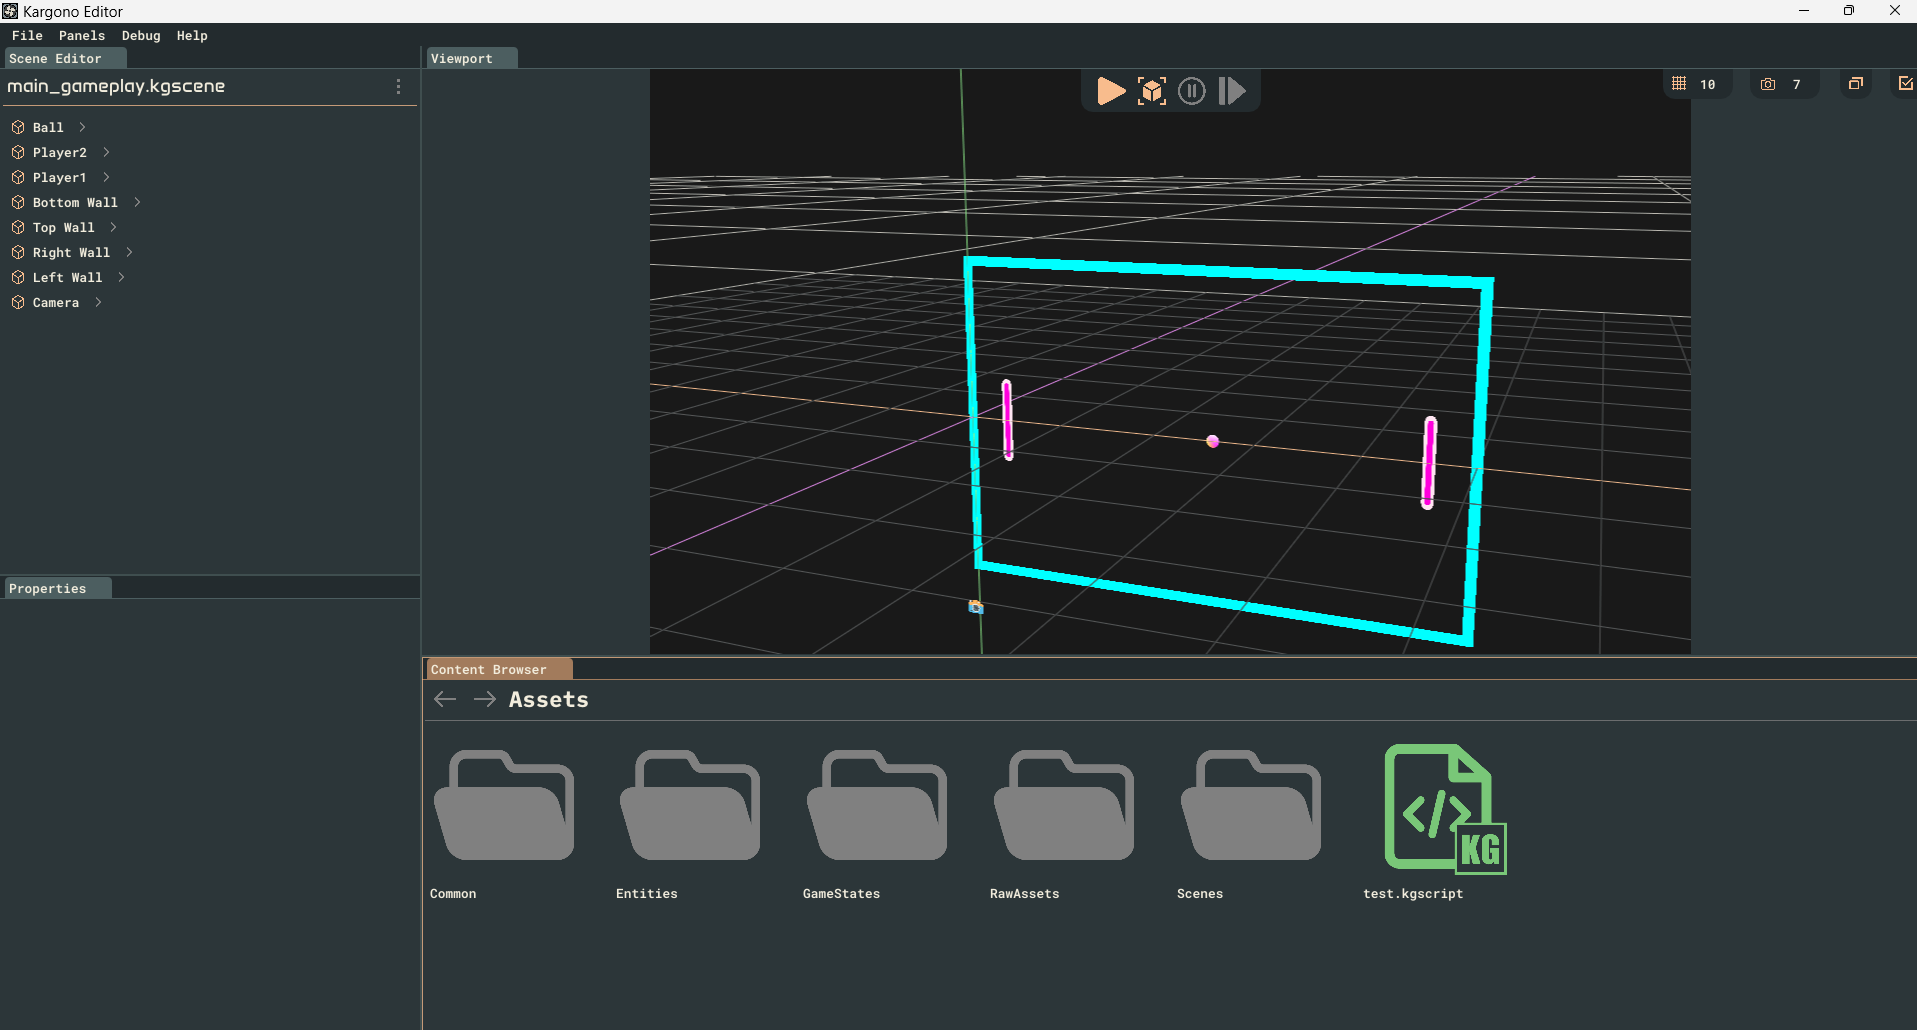 Kargono Editor
File Panels Debug Help
Scene Editor
main_gameplay.kgscene
Ball
Player2
Player1
Bottom Wall
Top Wall
Right Wall
Left Wall
Camera
Properties
Viewport
10
7
Content Browser
Assets
KG
Common
Entities
GameStates
RawAssets
Scenes
test.kgscript